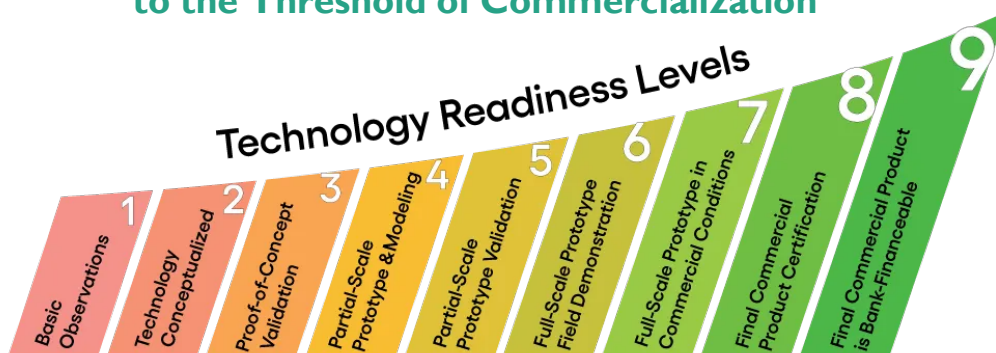 to the Threshold of Commercialization
Technology Readiness Levels
1
Basic
Observations
2
Technology
Conceptualized
3
Proof-of-Concept
Validation
4
Partial-Scale
Prototype &Modeling
5
Partial-Scale
Prototype Validation
6
Full-Scale Prototype
Field Demonstration
7
Full-Scale Prototype in
Commercial Conditions
8
Final Commercial
Product Certification
9
Final Commercial Product
is Bank-Financeable